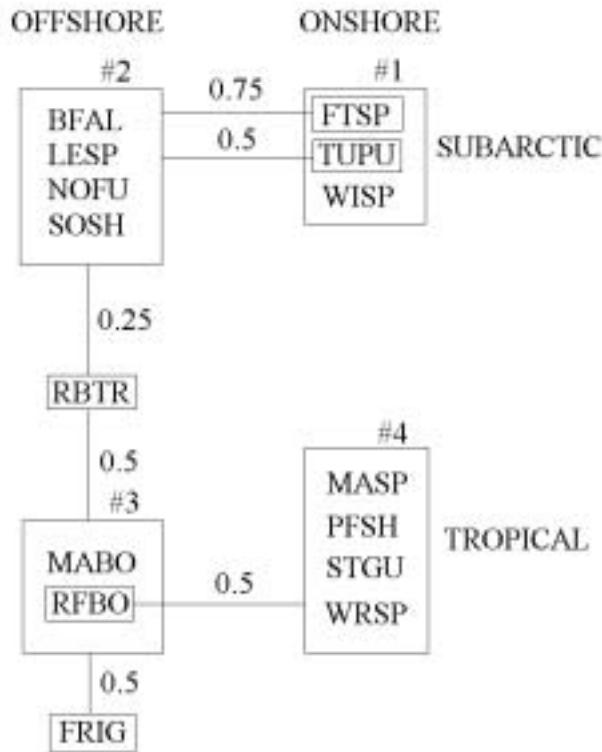 OFFSHORE ONSHORE
#2 #1
0.75
BFAL FTSP
LESP 0.5 TUPU SUBARCTIC
NOFU WISP
SOSH
0.25
RBTR
#4
0.5 MASP
#3 PFSH TROPICAL
MABO STGU
RFBO 0.5 WRSP
0.5
FRIG